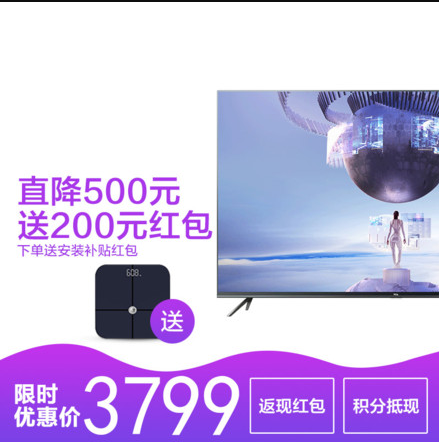 直降500元
送200元红包
下单送安装补贴红包
608.
送
限时
优惠价
3799
返现红包
积分抵现